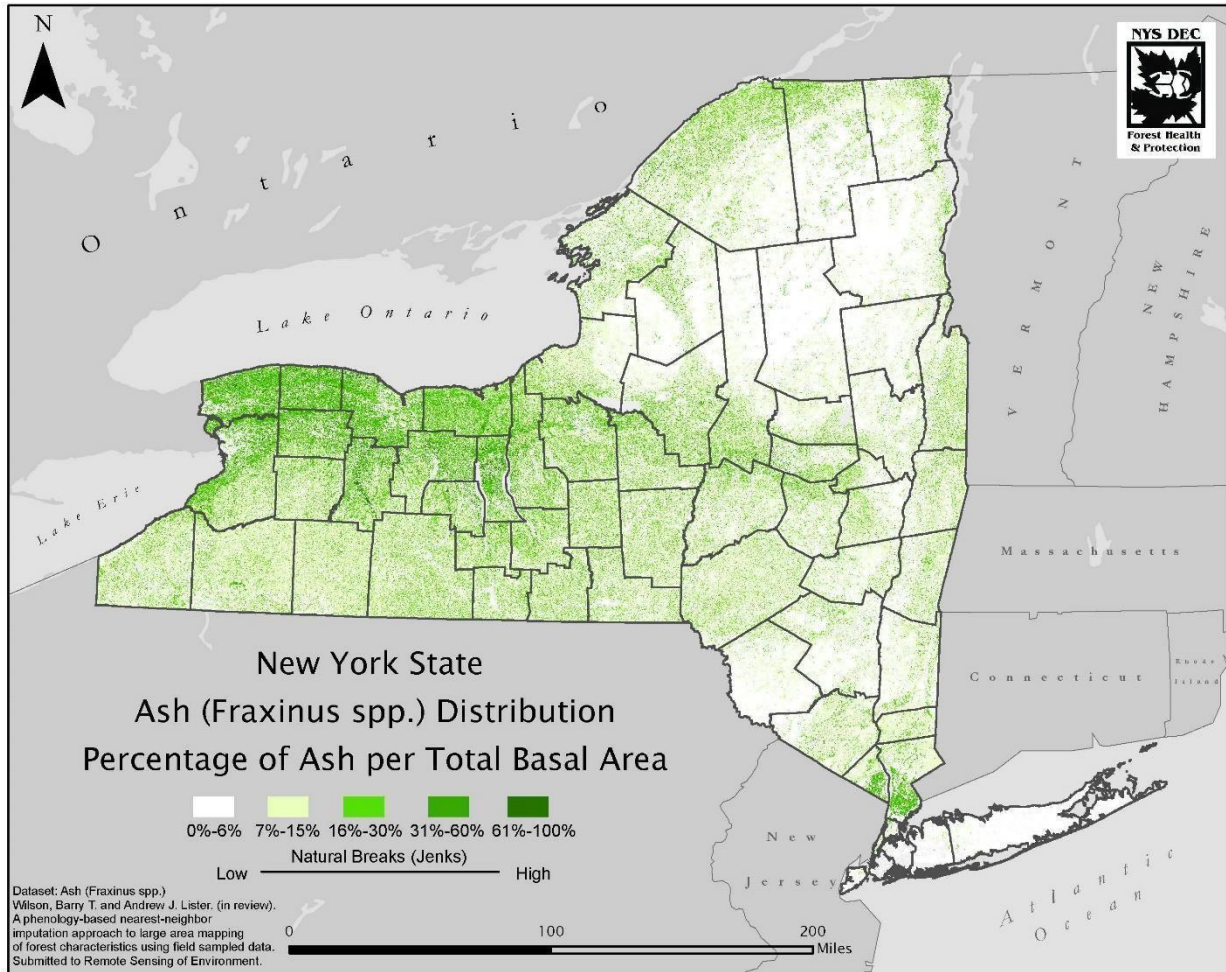 N
NYS DEC
Forest Health
& Protection
Ontario
Lake Ontario
Lake Erie
VERMONT
NEW
HAMPSHIRE
Massachusetts
Connecticut
Rhode
Island
New
Jersey
Atlantic
Ocean
New York State
Ash (Fraxinus spp.) Distribution
Percentage of Ash per Total Basal Area
0%-6% 7%-15% 16%-30% 31%-60% 61%-100%
Natural Breaks (Jenks)
Low High
Dataset: Ash (Fraxinus spp.)
Wilson, Barry T. and Andrew J. Lister. (in review).
A phenology-based nearest-neighbor
imputation approach to large area mapping
of forest characteristics using field sampled data.
Submitted to Remote Sensing of Environment.
0 100 200
Miles